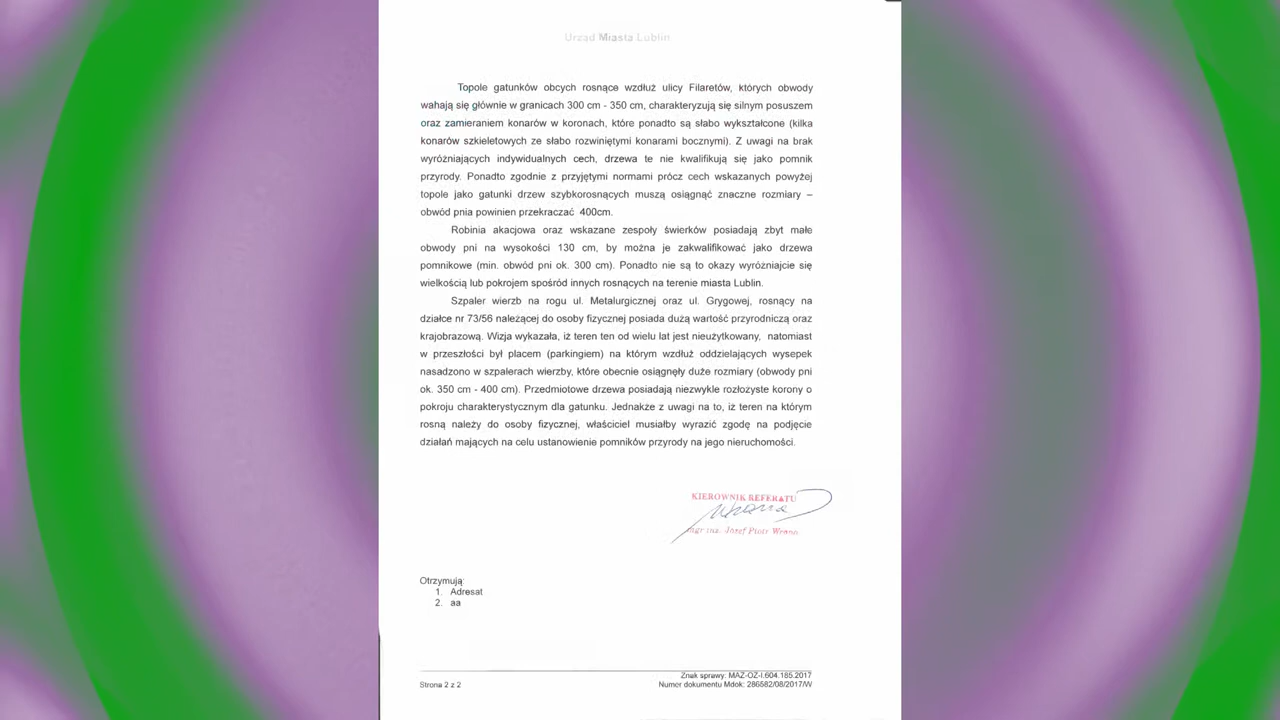 Urząd Miasta Lublin
Topole gatunków obcych rosnące wzdłuż ulicy Filaretów, których obwody
wahają się głównie w granicach 300 cm - 350 cm, charakteryzują się silnym posuszem
oraz zamieraniem konarów w koronach, które ponadto są słabo wykształcone (kilka
konarów szkieletowych ze słabo rozwiniętymi konarami bocznymi). Z uwagi na brak
wyróżniających indywidualnych cech, drzewa te nie kwalifikują się jako pomnik
przyrody. Ponadto zgodnie z przyjętymi normami prócz cech wskazanych powyżej
topole jako gatunki drzew szybkorosnących muszą osiągnąć znaczne rozmiary –
obwód pnia powinien przekraczać 400cm.
Robinia akacjowa oraz wskazane zespoły świerków posiadają zbyt małe
obwody pni na wysokości 130 cm, by można je zakwalifikować jako drzewa
pomnikowe (min. obwód pni ok. 300 cm). Ponadto nie są to okazy wyróżniajcie się
wielkością lub pokrojem spośród innych rosnących na terenie miasta Lublin.
Szpaler wierzb na rogu ul. Metalurgicznej oraz ul. Grygowej, rosnący na
działce nr 73/56 należącej do osoby fizycznej posiada dużą wartość przyrodniczą oraz
krajobrazową. Wizja wykazała, iż teren ten od wielu lat jest nieużytkowany, natomiast
w przeszłości był placem (parkingiem) na którym wzdłuż oddzielających wysepek
nasadzono w szpalerach wierzby, które obecnie osiągnęły duże rozmiary (obwody pni
ok. 350 cm - 400 cm). Przedmiotowe drzewa posiadają niezwykle rozłożyste korony o
pokroju charakterystycznym dla gatunku. Jednakże z uwagi na to, iż teren na którym
rosną należy do osoby fizycznej, właściciel musiałby wyrazić zgodę na podjęcie
działań mających na celu ustanowienie pomników przyrody na jego nieruchomości.
KIEROWNIK REFERATU
Wrona
mgr inż. Józef Piotr Wrona
Otrzymują:
1. Adresat
2. aa
Znak sprawy: MAZ-OZ-I.604.185.2017
Strona 2 z 2
Numer dokumentu Mdok: 286582/08/2017/W